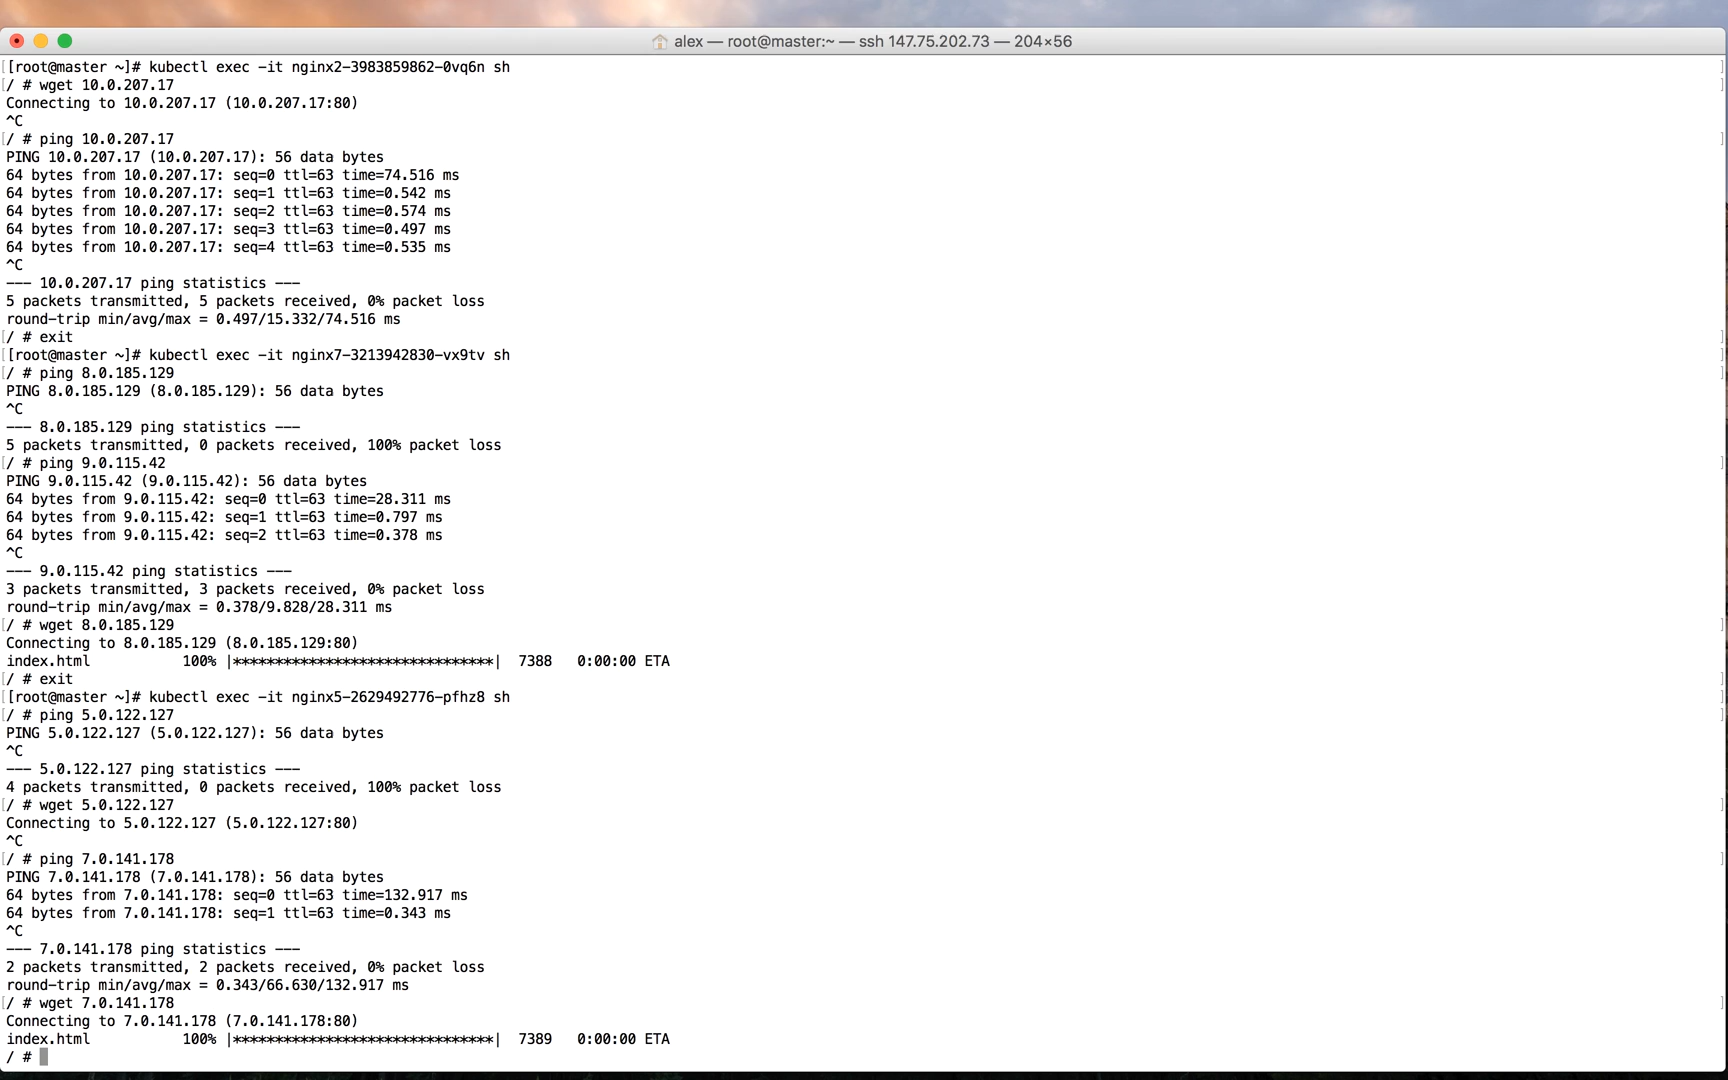 alex — root@master:~ — ssh 147.75.202.73 — 204×56
[[root@master ~]# kubectl exec -it nginx2-3983859862-0vq6n sh ]
[/ # wget 10.0.207.17 ]
Connecting to 10.0.207.17 (10.0.207.17:80)
^C
[/ # ping 10.0.207.17 ]
PING 10.0.207.17 (10.0.207.17): 56 data bytes
64 bytes from 10.0.207.17: seq=0 ttl=63 time=74.516 ms
64 bytes from 10.0.207.17: seq=1 ttl=63 time=0.542 ms
64 bytes from 10.0.207.17: seq=2 ttl=63 time=0.574 ms
64 bytes from 10.0.207.17: seq=3 ttl=63 time=0.497 ms
64 bytes from 10.0.207.17: seq=4 ttl=63 time=0.535 ms
^C
--- 10.0.207.17 ping statistics ---
5 packets transmitted, 5 packets received, 0% packet loss
round-trip min/avg/max = 0.497/15.332/74.516 ms
[/ # exit ]
[[root@master ~]# kubectl exec -it nginx7-3213942830-vx9tv sh ]
[/ # ping 8.0.185.129 ]
PING 8.0.185.129 (8.0.185.129): 56 data bytes
^C
--- 8.0.185.129 ping statistics ---
5 packets transmitted, 0 packets received, 100% packet loss
[/ # ping 9.0.115.42 ]
PING 9.0.115.42 (9.0.115.42): 56 data bytes
64 bytes from 9.0.115.42: seq=0 ttl=63 time=28.311 ms
64 bytes from 9.0.115.42: seq=1 ttl=63 time=0.797 ms
64 bytes from 9.0.115.42: seq=2 ttl=63 time=0.378 ms
^C
--- 9.0.115.42 ping statistics ---
3 packets transmitted, 3 packets received, 0% packet loss
round-trip min/avg/max = 0.378/9.828/28.311 ms
[/ # wget 8.0.185.129 ]
Connecting to 8.0.185.129 (8.0.185.129:80)
index.html           100% |*******************************|  7388   0:00:00 ETA
[/ # exit ]
[[root@master ~]# kubectl exec -it nginx5-2629492776-pfhz8 sh ]
[/ # ping 5.0.122.127 ]
PING 5.0.122.127 (5.0.122.127): 56 data bytes
^C
--- 5.0.122.127 ping statistics ---
4 packets transmitted, 0 packets received, 100% packet loss
[/ # wget 5.0.122.127 ]
Connecting to 5.0.122.127 (5.0.122.127:80)
^C
[/ # ping 7.0.141.178 ]
PING 7.0.141.178 (7.0.141.178): 56 data bytes
64 bytes from 7.0.141.178: seq=0 ttl=63 time=132.917 ms
64 bytes from 7.0.141.178: seq=1 ttl=63 time=0.343 ms
^C
--- 7.0.141.178 ping statistics ---
2 packets transmitted, 2 packets received, 0% packet loss
round-trip min/avg/max = 0.343/66.630/132.917 ms
[/ # wget 7.0.141.178 ]
Connecting to 7.0.141.178 (7.0.141.178:80)
index.html           100% |*******************************|  7389   0:00:00 ETA
/ #